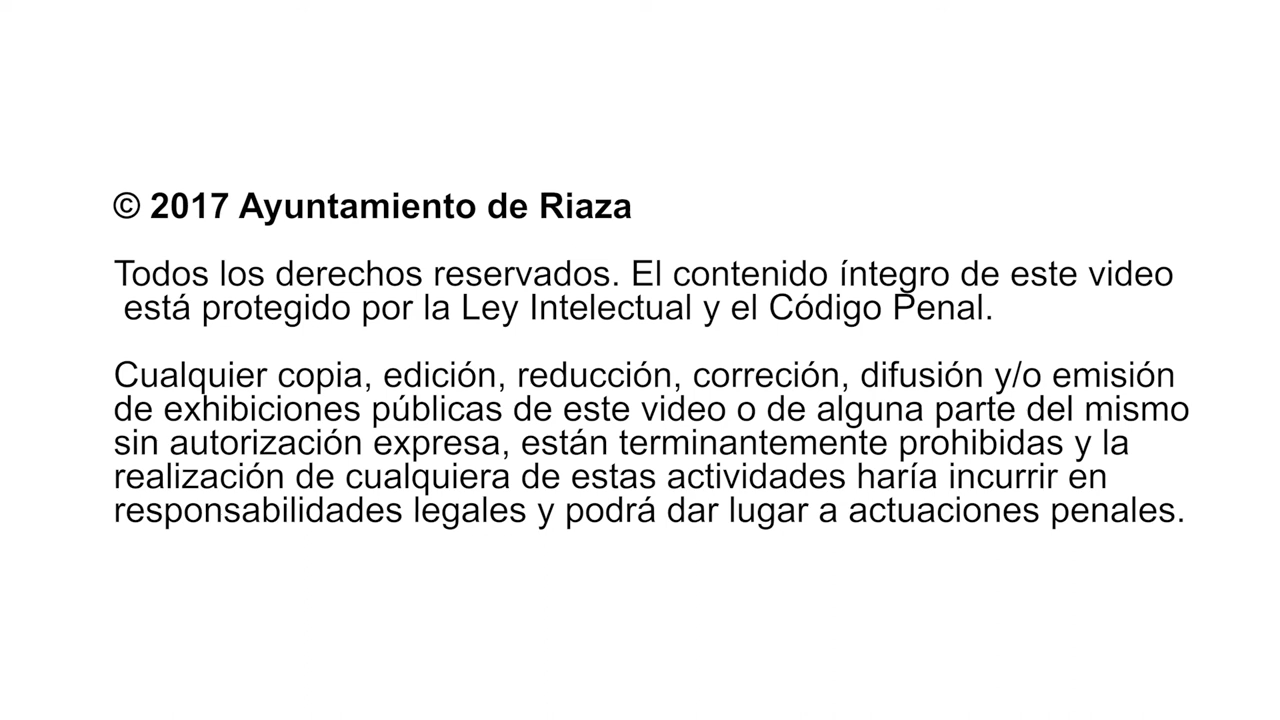 © 2017 Ayuntamiento de Riaza
Todos los derechos reservados. El contenido íntegro de este video
está protegido por la Ley Intelectual y el Código Penal.
Cualquier copia, edición, reducción, correción, difusión y/o emisión
de exhibiciones públicas de este video o de alguna parte del mismo
sin autorización expresa, están terminantemente prohibidas y la
realización de cualquiera de estas actividades haría incurrir en
responsabilidades legales y podrá dar lugar a actuaciones penales.